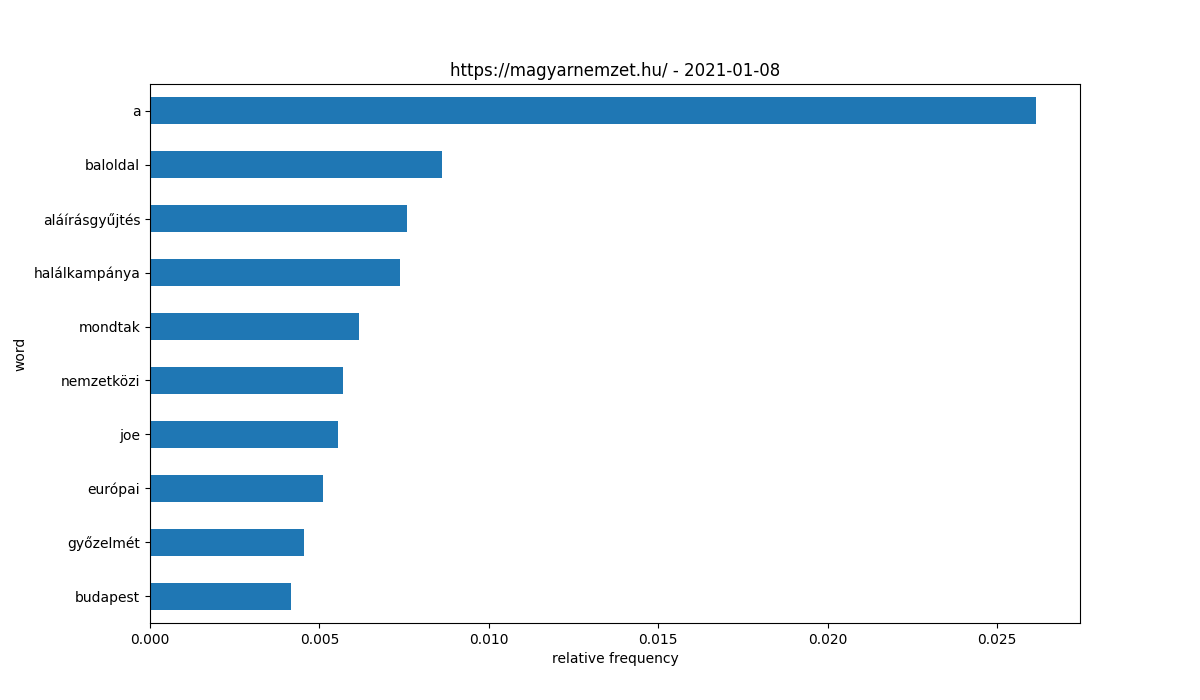 https://magyarnemzet.hu/ - 2021-01-08
a
baloldal
aláírásgyűjtés
halálkampánya
mondtak
nemzetközi
joe
európai
győzelmét
budapest
word
0.000 0.005 0.010 0.015 0.020 0.025
relative frequency